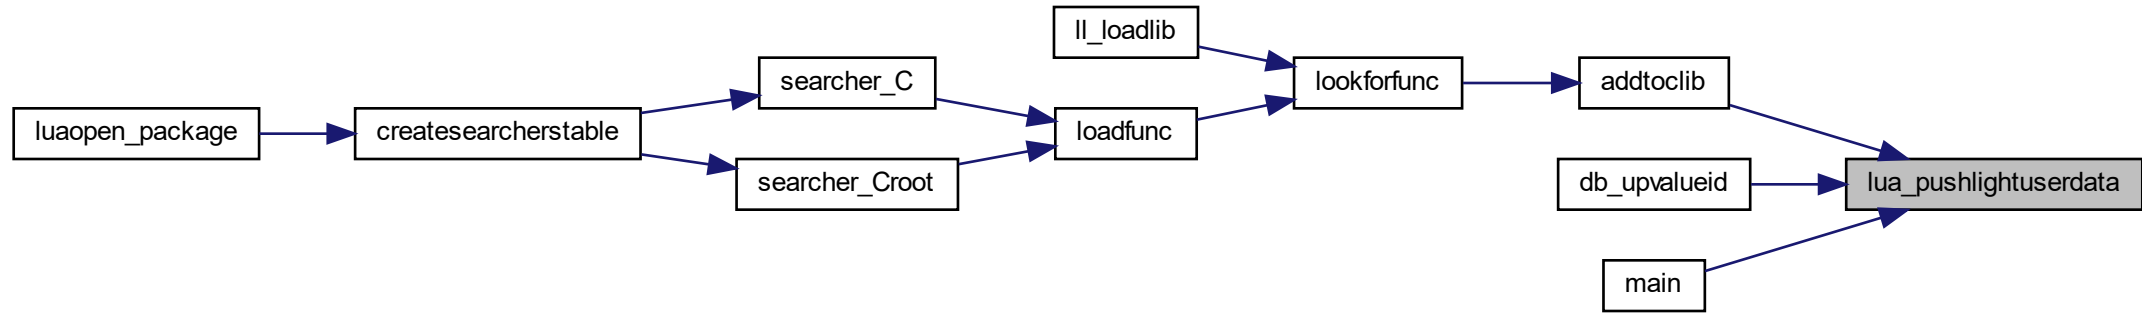 ll_loadlib
searcher_C
lookforfunc
addtoclib
luaopen_package
createsearcherstable
loadfunc
searcher_Croot
db_upvalueid
lua_pushlightuserdata
main